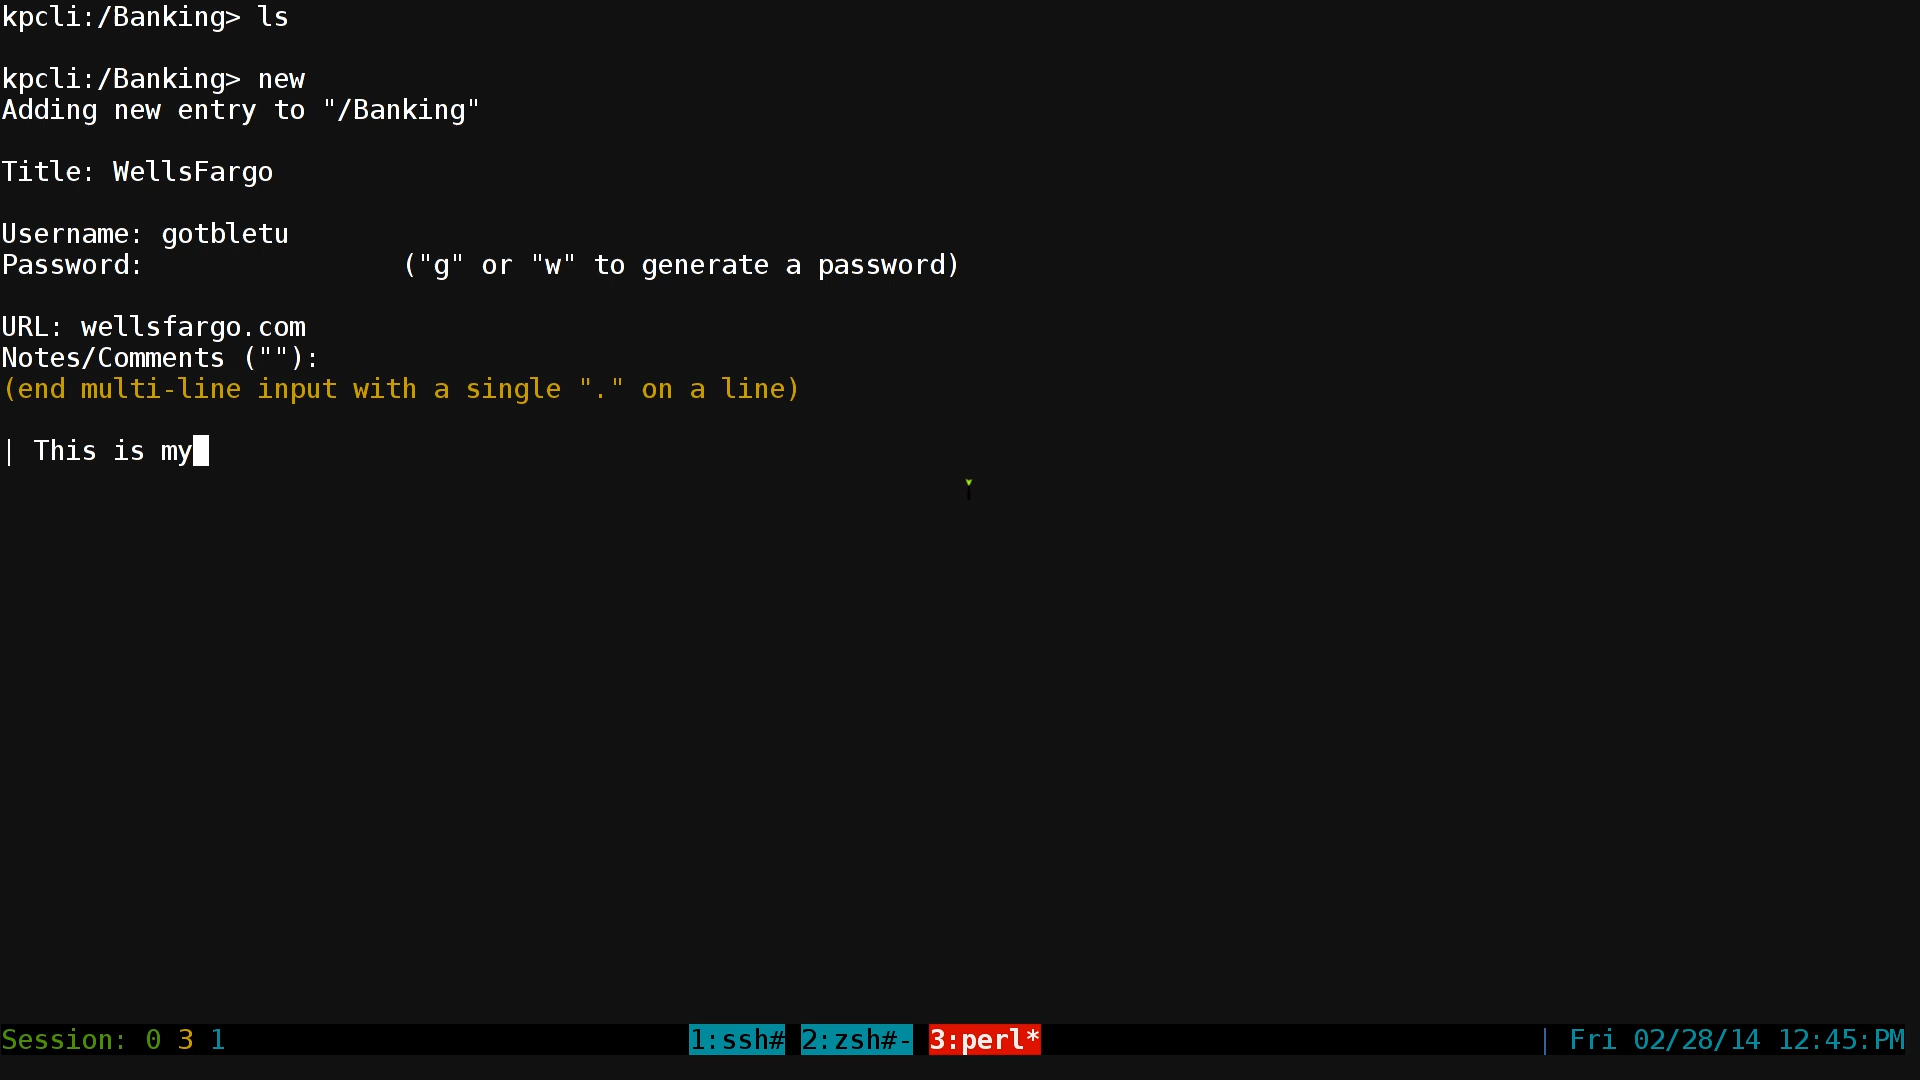 kpcli:/Banking> ls
kpcli:/Banking> new
Adding new entry to "/Banking"
Title: WellsFargo
Username: gotbletu
Password:                ("g" or "w" to generate a password)
URL: wellsfargo.com
Notes/Comments (""):
(end multi-line input with a single "." on a line)
| This is my
Session: 0 3 1 1:ssh# 2:zsh#- 3:perl* | Fri 02/28/14 12:45:PM